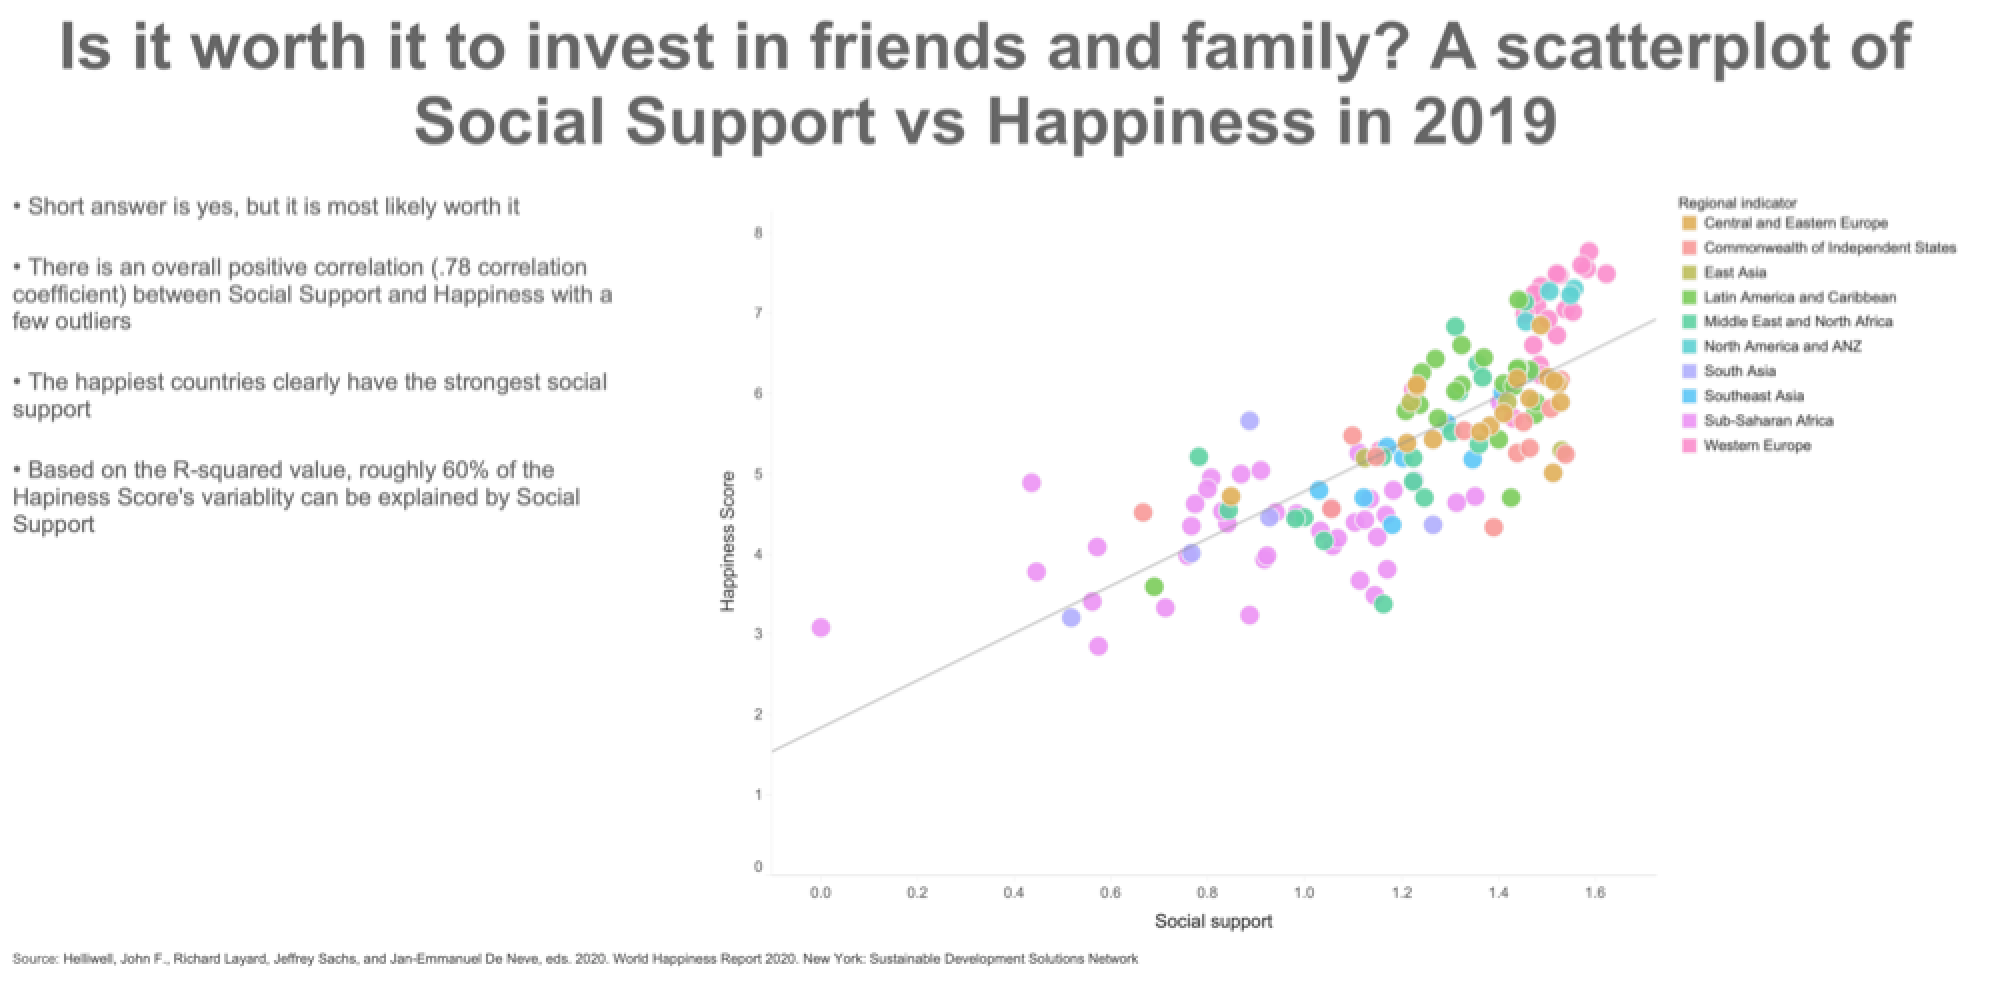 Is it worth it to invest in friends and family? A scatterplot of
Social Support vs Happiness in 2019
• Short answer is yes, but it is most likely worth it
• There is an overall positive correlation (.78 correlation
coefficient) between Social Support and Happiness with a
few outliers
• The happiest countries clearly have the strongest social
support
• Based on the R-squared value, roughly 60% of the
Hapiness Score's variablity can be explained by Social
Support
Happiness Score
8
7
6
5
4
3
2
1
0
0.0 0.2 0.4 0.6 0.8 1.0 1.2 1.4 1.6
Social support
Regional indicator
Central and Eastern Europe
Commonwealth of Independent States
East Asia
Latin America and Caribbean
Middle East and North Africa
North America and ANZ
South Asia
Southeast Asia
Sub-Saharan Africa
Western Europe
Source: Helliwell, John F., Richard Layard, Jeffrey Sachs, and Jan-Emmanuel De Neve, eds. 2020. World Happiness Report 2020. New York: Sustainable Development Solutions Network